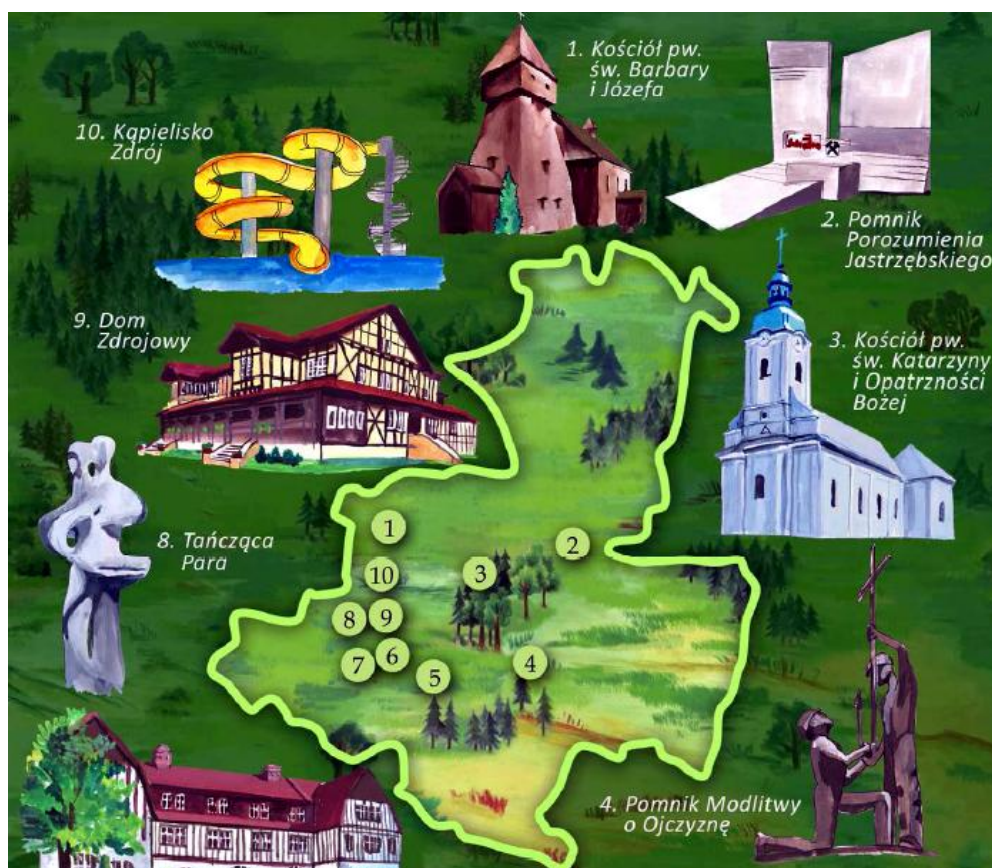 1. Kościół pw.
św. Barbary
i Józefa
10. Kąpielisko
Zdrój
2. Pomnik
Porozumienia
Jastrzębskiego
9. Dom
Zdrojowy
3. Kościół pw.
św. Katarzyny
i Opatrzności
Bożej
8. Tańcząca
Para
1
2
10
3
8
9
7
6
5
4
4. Pomnik Modlitwy
o Ojczyznę